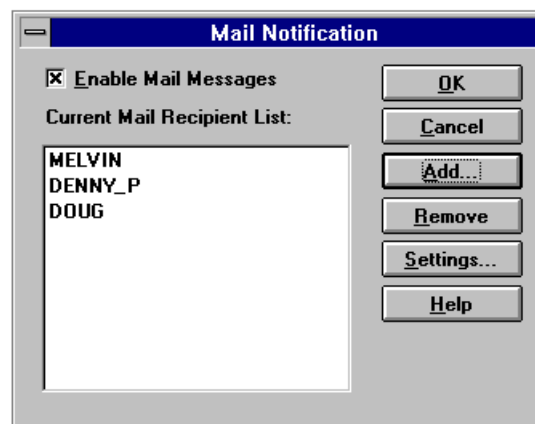 Mail Notification
Enable Mail Messages
Current Mail Recipient List:
MELVIN
DENNY_P
DOUG
OK
Cancel
Add...
Remove
Settings...
Help